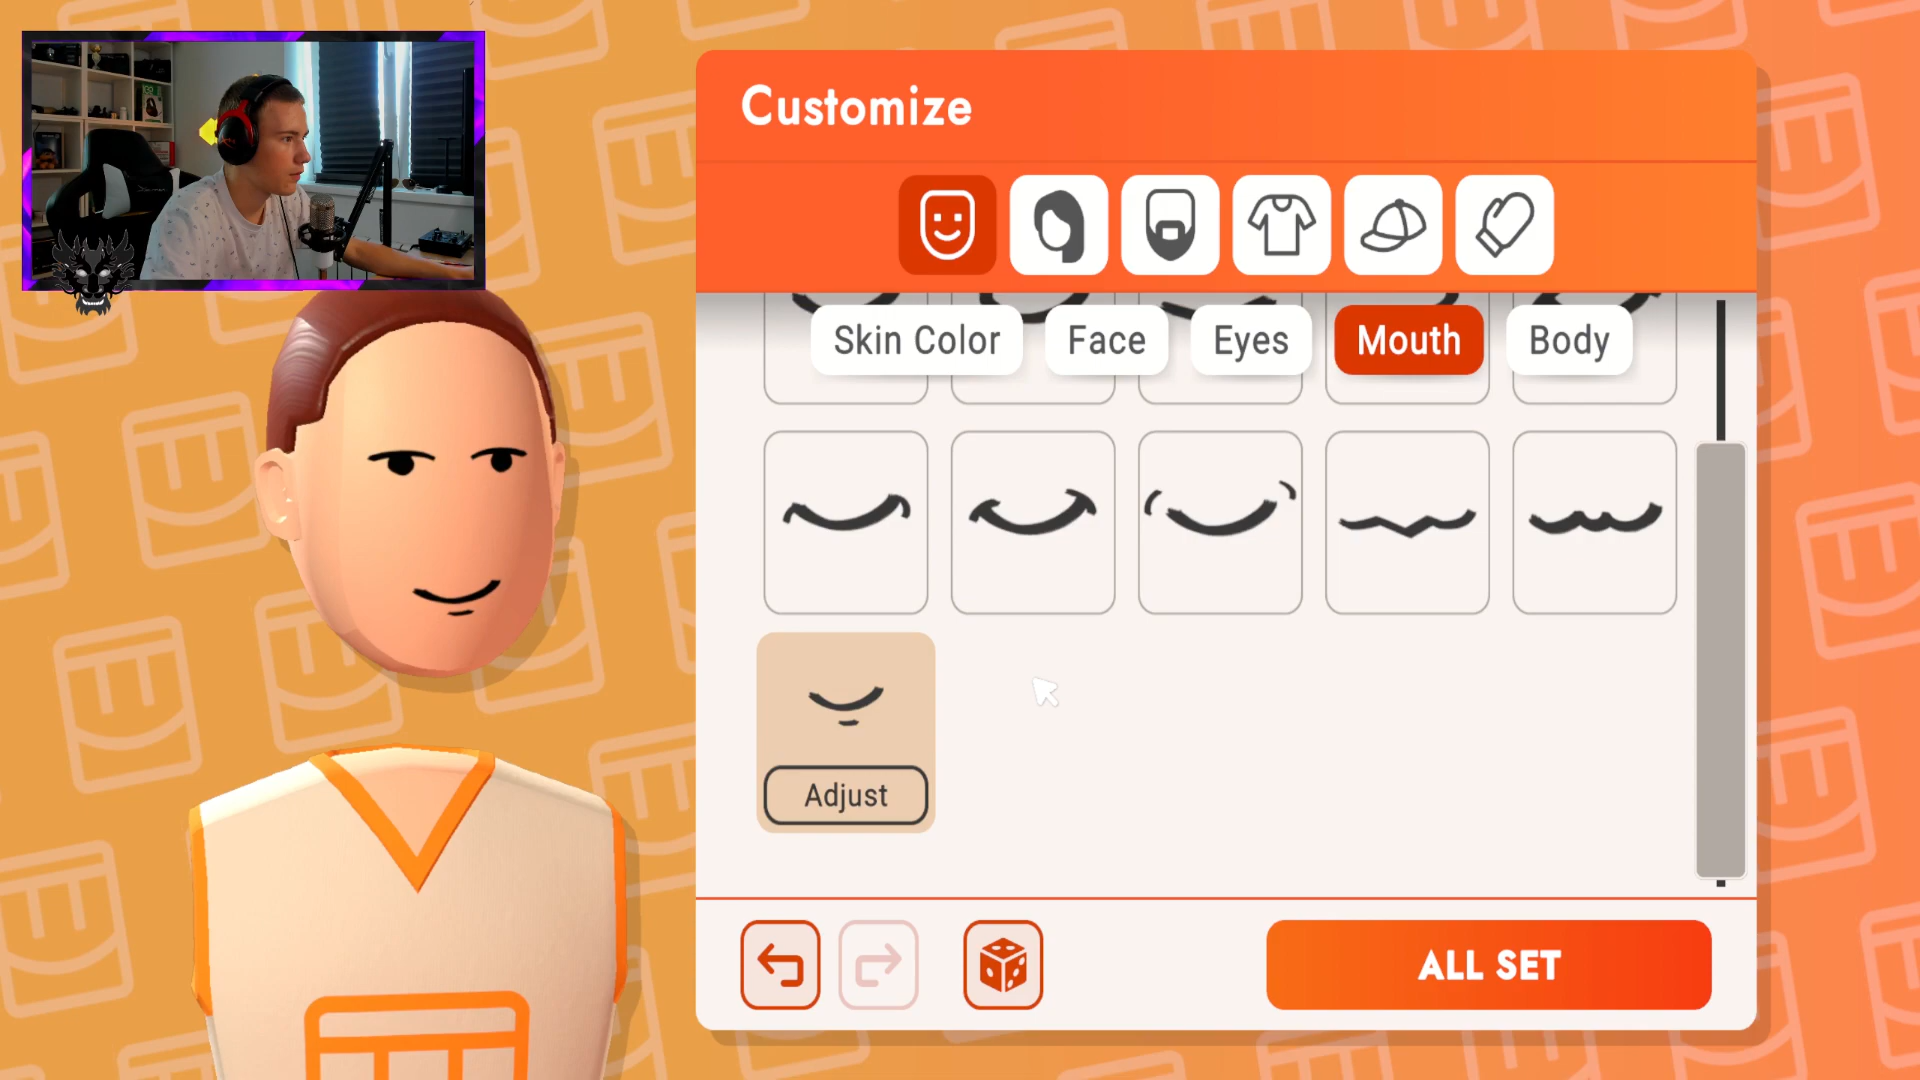 Customize
Skin Color
Face
Eyes
Mouth
Body
Adjust
ALL SET